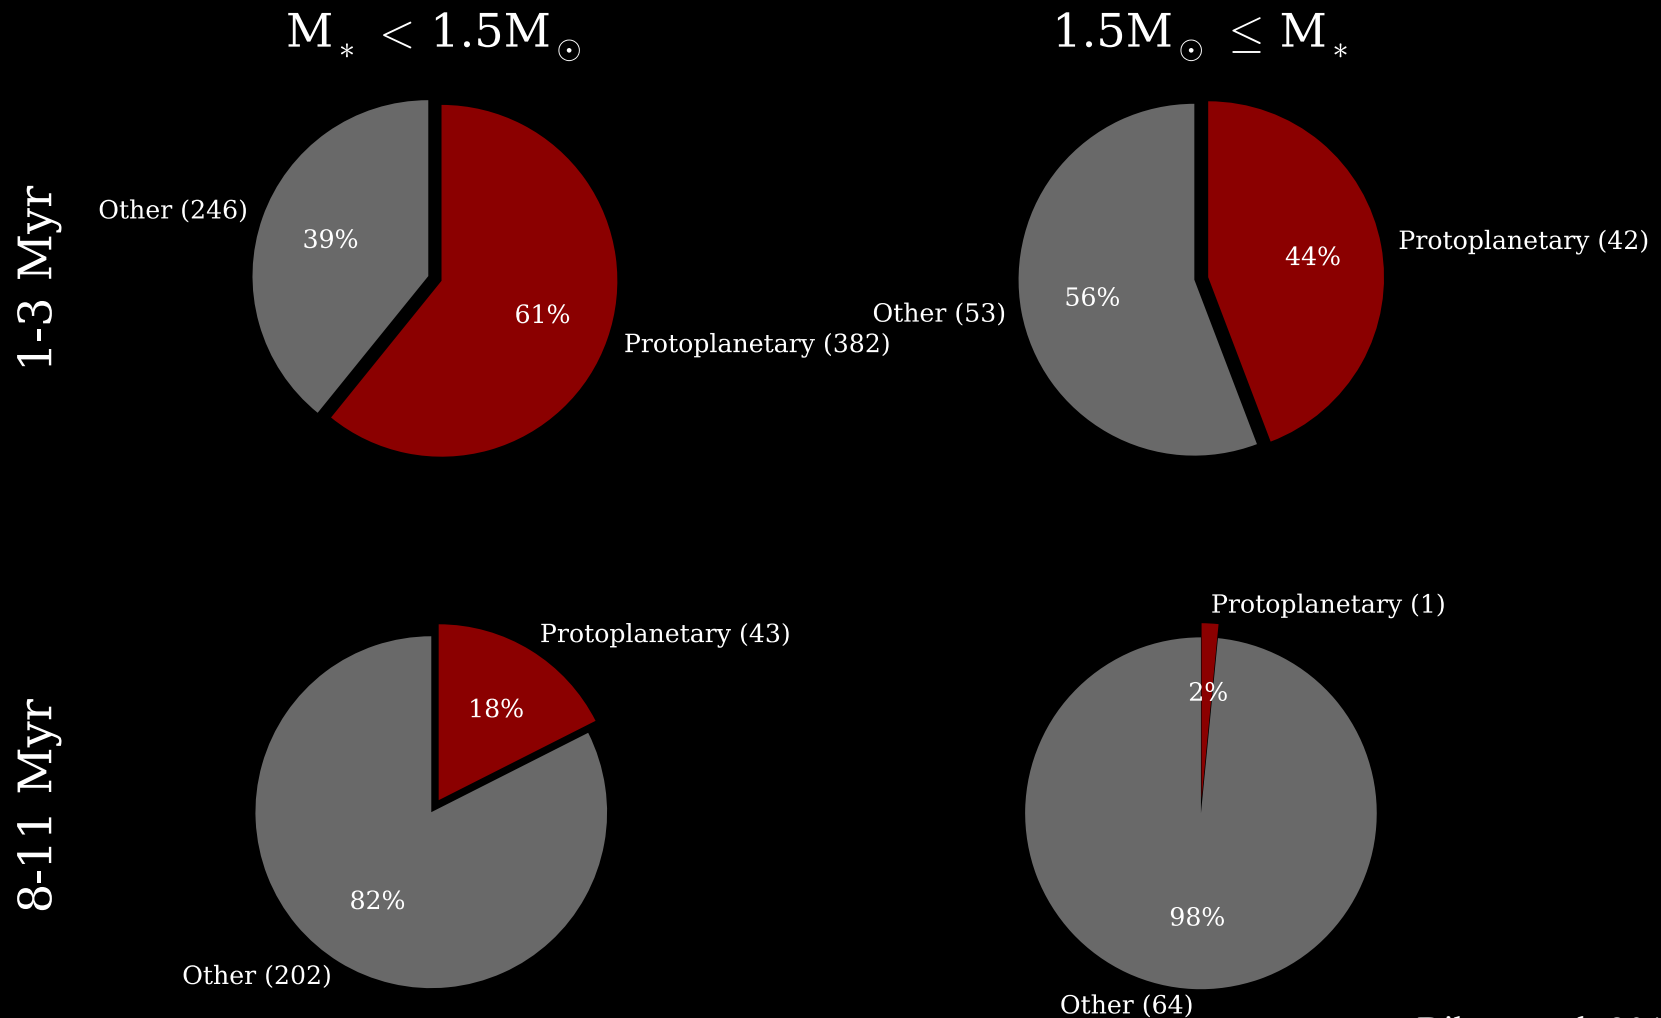 M∗ < 1.5M⊙
1.5M⊙ ≤ M∗
1-3 Myr
Other (246)
39%
61%
Protoplanetary (382)
Protoplanetary (42)
44%
56%
Other (53)
8-11 Myr
Protoplanetary (43)
18%
82%
Other (202)
Protoplanetary (1)
2%
98%
Other (64)